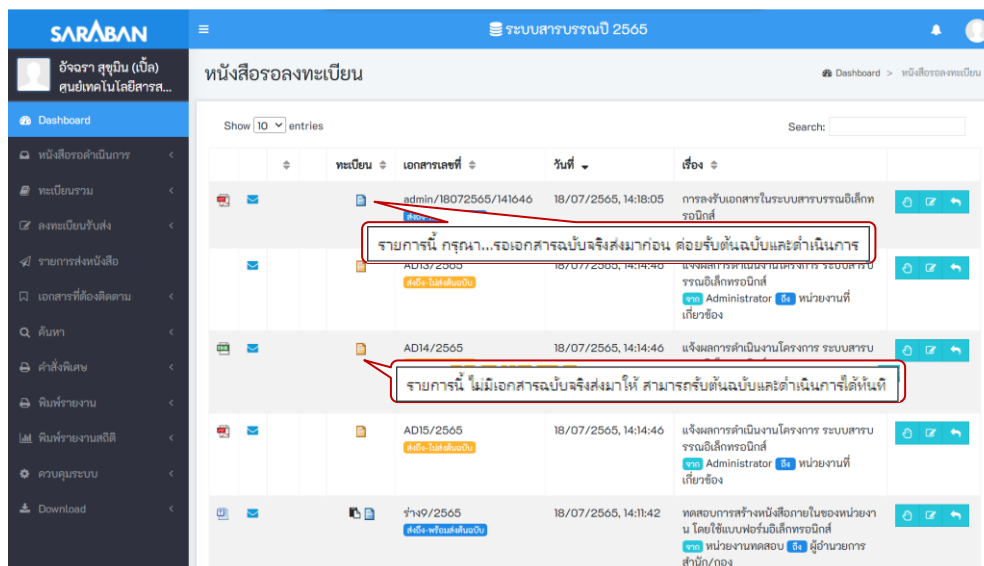 SARABAN
ระบบสารบรรณปี 2565
อัจฉรา สุขุมิน (เปิ้ล)
ศูนย์เทคโนโลยีสารส...
หนังสือรอลงทะเบียน
Dashboard > หนังสือรอลงทะเบียน
Dashboard
หนังสือรอดำเนินการ
ทะเบียนรวม
ลงทะเบียนรับส่ง
รายการส่งหนังสือ
เอกสารที่ต้องติดตาม
ค้นหา
คำสั่งพิเศษ
พิมพ์รายงาน
พิมพ์รายงานสถิติ
ควบคุมระบบ
Download
Show 10 entries
Search:
ทะเบียน เอกสารเลขที่ วันที่ เรื่อง
admin/18072565/141646 18/07/2565, 14:18:05 การลงรับเอกสารในระบบสารบรรณอิเล็กท
รอนิกส์
รายการนี้ กรุณา...รอเอกสารฉบับจริงส่งมาก่อน ค่อยรับต้นฉบับและดำเนินการ
AD13/2565 18/07/2565, 14:14:46 แจ้งผลการดำเนินงานโครงการ ระบบสารบ
ส่งถึง-ไม่ส่งต้นฉบับ รรณอิเล็กทรอนิกส์
จาก Administrator ถึง หน่วยงานที่
เกี่ยวข้อง
AD14/2565 18/07/2565, 14:14:46 แจ้งผลการดำเนินงานโครงการ ระบบสารบ
รายการนี้ ไม่มีเอกสารฉบับจริงส่งมาให้ สามารถรับต้นฉบับและดำเนินการได้ทันที
AD15/2565 18/07/2565, 14:14:46 แจ้งผลการดำเนินงานโครงการ ระบบสารบ
ส่งถึง-ไม่ส่งต้นฉบับ รรณอิเล็กทรอนิกส์
จาก Administrator ถึง หน่วยงานที่
เกี่ยวข้อง
ร่าง9/2565 18/07/2565, 14:11:42 ทดสอบการสร้างหนังสือภายในของหน่วยงา
ส่งถึง-พร้อมส่งต้นฉบับ น โดยใช้แบบฟอร์มอิเล็กทรอนิกส์
จาก หน่วยงานทดสอบ ถึง ผู้อำนวยการ
สำนัก/กอง